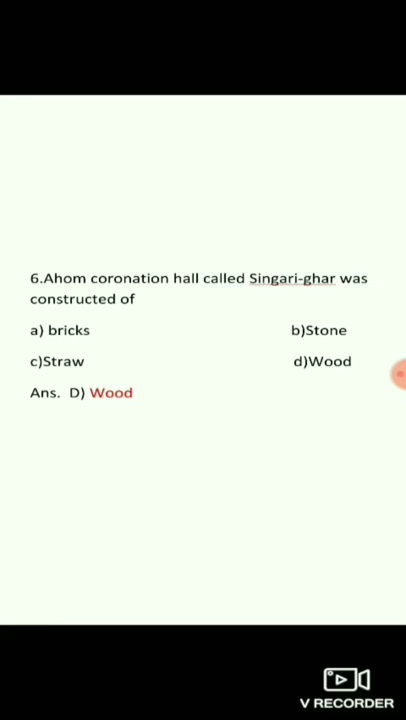 6.Ahom coronation hall called Singari-ghar was
constructed of
a) bricks b)Stone
c)Straw d)Wood
Ans. D) Wood
V RECORDER